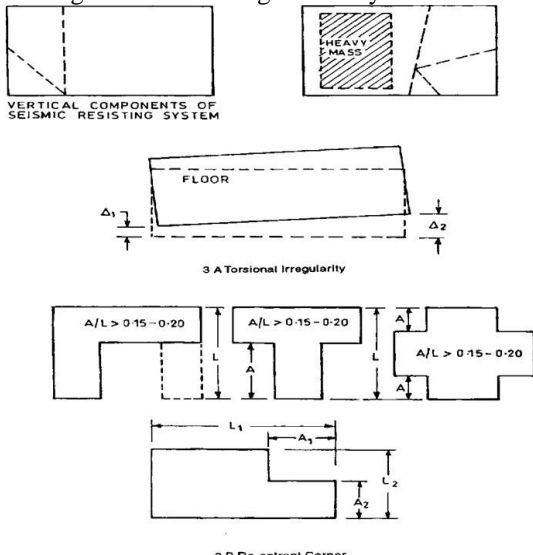 HEAVY
MASS
VERTICAL COMPONENTS OF
SEISMIC RESISTING SYSTEM
FLOOR
Δ1
Δ2
3 A Torsional Irregularity
A/L > 0·15-0·20
L
A
A/L > 0·15-0·20
L
A
A/L > 0·15-0·20
A
L1
A1
L2
A2